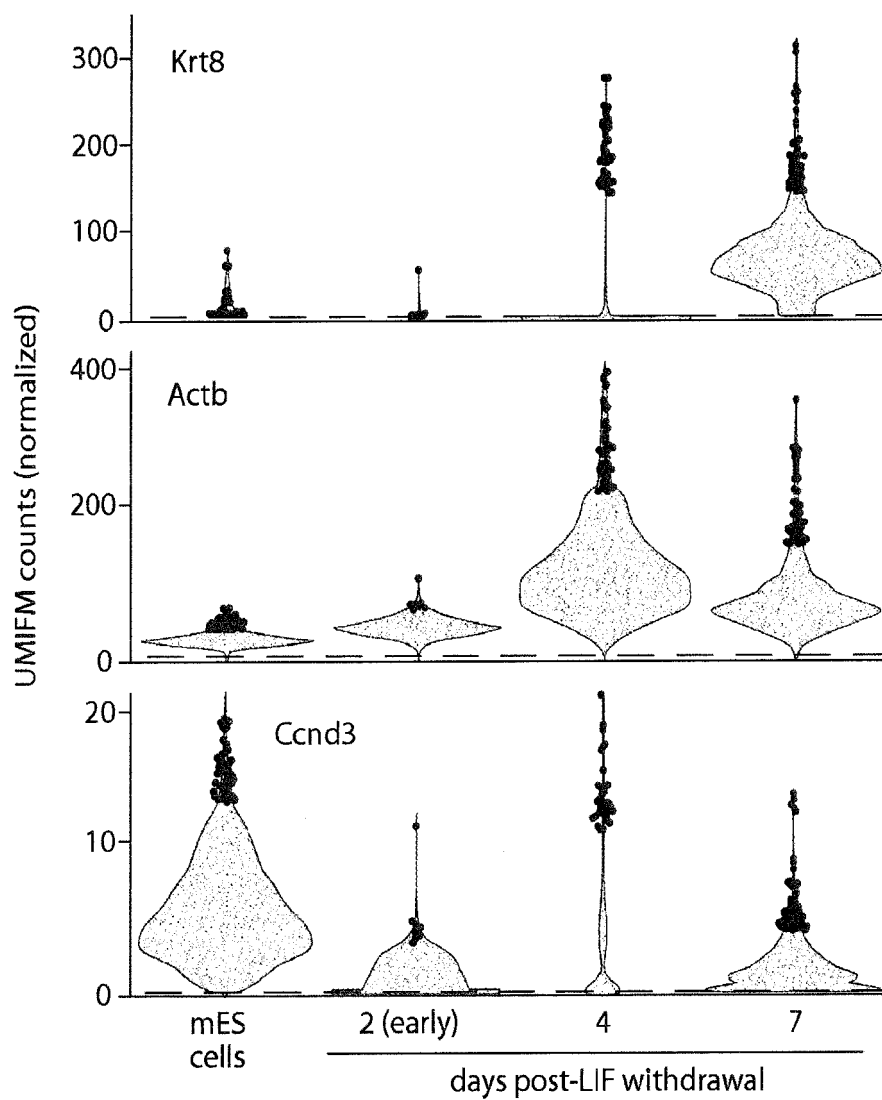 UMIFM counts (normalized)
Krt8
300
200
100
0
Actb
400
200
0
Ccnd3
20
10
0
mES
cells
2 (early)
4
7
days post-LIF withdrawal